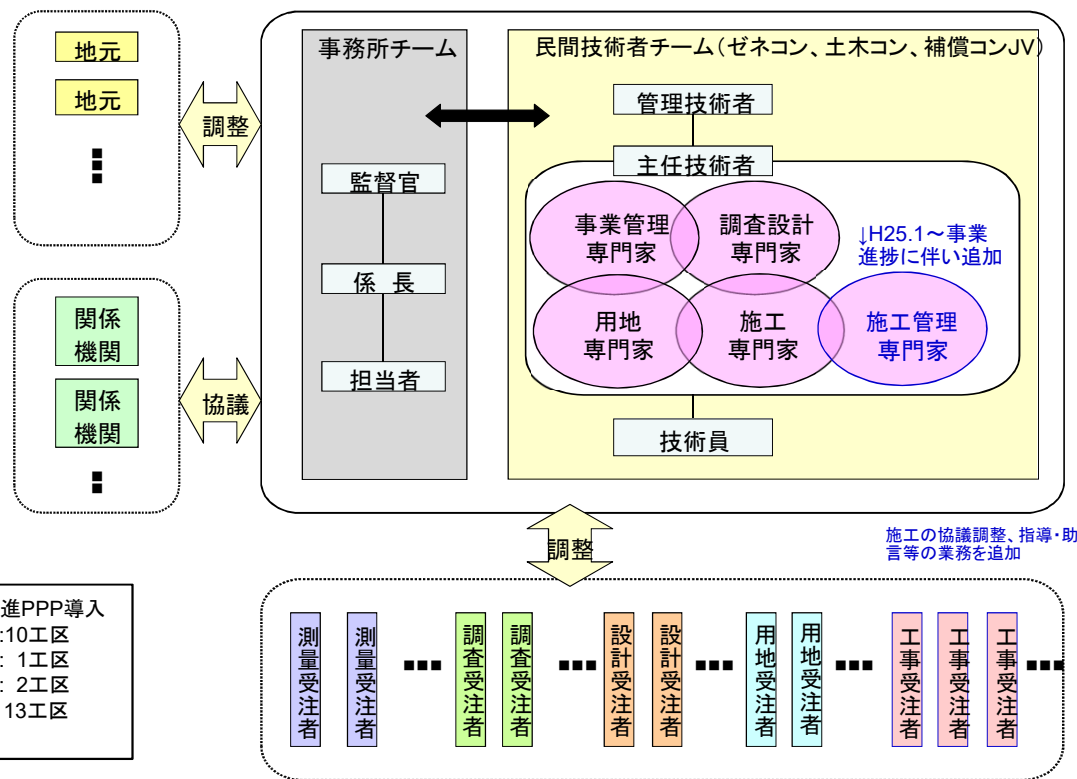 地元
地元
調整
関係
機関
関係
機関
協議
事務所チーム
監督官
係 長
担当者
民間技術者チーム(ゼネコン、土木コン、補償コンJV)
管理技術者
主任技術者
事業管理
専門家
調査設計
専門家
↓H25.1～事業
進捗に伴い追加
用地
専門家
施工
専門家
施工管理
専門家
技術員
調整
施工の協議調整、指導・助
言等の業務を追加
進PPP導入
:10工区
: 1工区
: 2工区
13工区
測量受注者
測量受注者
調査受注者
調査受注者
設計受注者
設計受注者
用地受注者
用地受注者
工事受注者
工事受注者
工事受注者